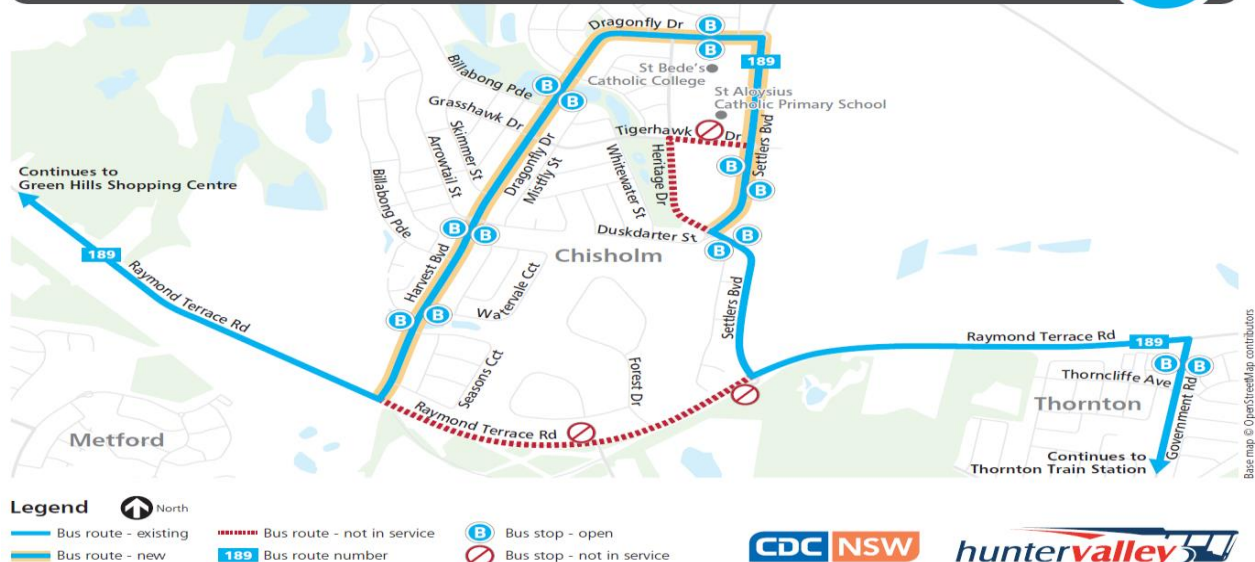 Dragonfly Dr
B
B
189
St Bede's
Catholic College
Billabong Pde
B
B
St Aloysius
Catholic Primary School
Grasshawk Dr
Tigerhawk Dr
Skimmer St
Arrowtail St
Dragonfly Dr
Mistfly St
Whitewater St
Heritage Dr
Settlers Bvd
B
B
Continues to
Green Hills Shopping Centre
Billabong Pde
B
B
Duskdarter St
B
B
Chisholm
189
Raymond Terrace Rd
Harvest Bvd
Watervale Cct
Settlers Bvd
B
B
Raymond Terrace Rd
189
Seasons Cct
Forest Dr
B
B
Thorncliffe Ave
Thornton
Government Rd
Raymond Terrace Rd
Metford
Continues to
Thornton Train Station
Base map © OpenStreetMap contributors
Legend
North
Bus route - existing
Bus route - not in service
B
Bus stop - open
Bus route - new
189
Bus route number
Bus stop - not in service
CDC NSW
huntervalley